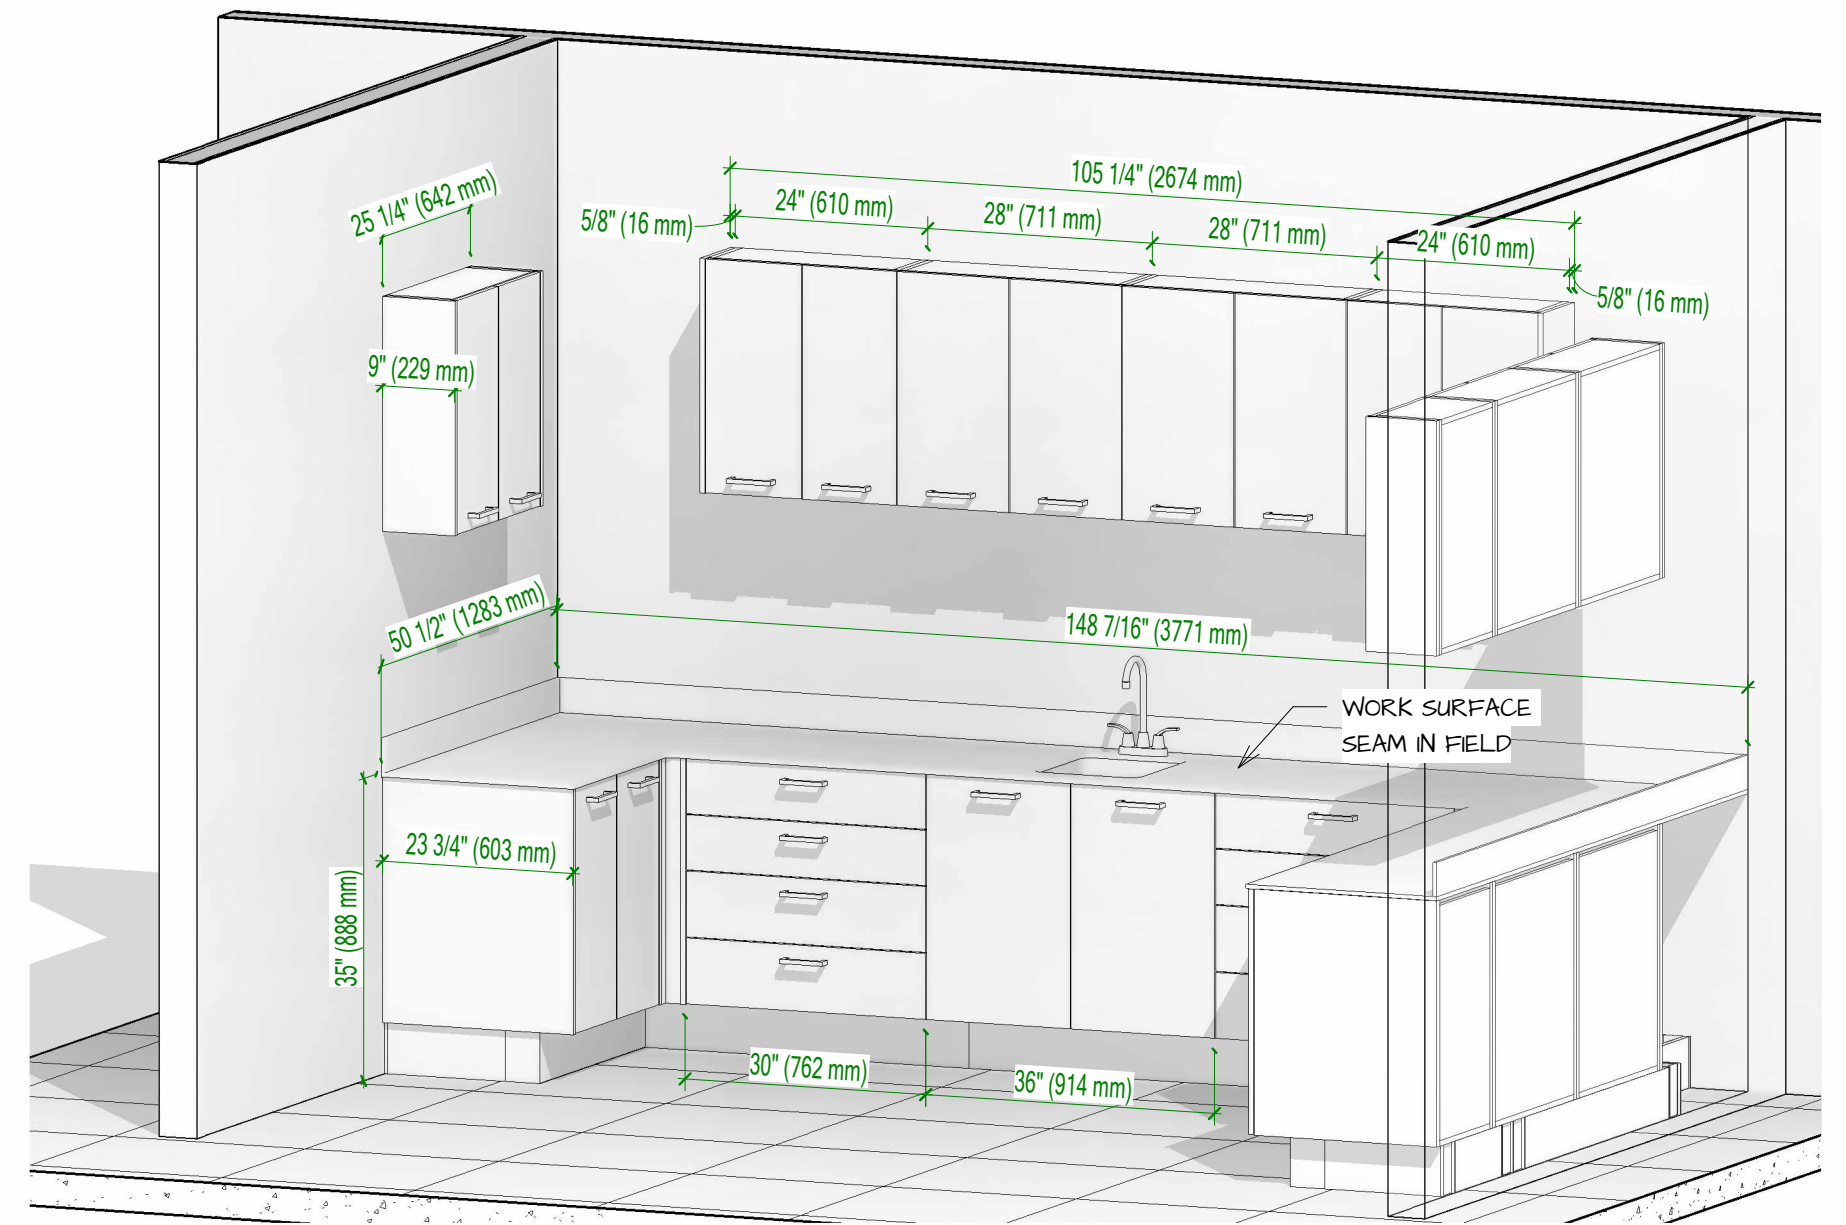 105 1/4" (2674 mm)
25 1/4" (642 mm)
24" (610 mm)
28" (711 mm)
28" (711 mm)
24" (610 mm)
5/8" (16 mm)
5/8" (16 mm)
9" (229 mm)
50 1/2" (1283 mm)
148 7/16" (3771 mm)
WORK SURFACE
SEAM IN FIELD
23 3/4" (603 mm)
35" (888 mm)
30" (762 mm)
36" (914 mm)